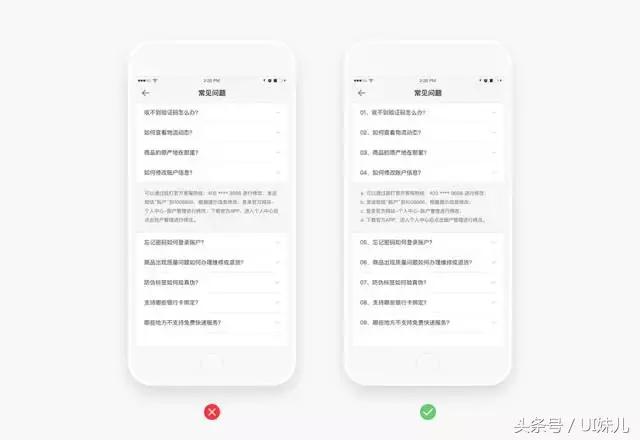 3:20 PM
常见问题
收不到验证码怎么办?
如何查看物流动态?
商品的原产地在那里?
如何修改账户信息?
可以通过拨打官方客服热线：400 **** 8666 进行修改；发送
短信“账户”到1008666，根据提示信息修改；登录官方网站-
个人中心-账户管理进行修改；下载官方APP，进入个人中心后
点击账户管理进行修改。
忘记密码如何登录账户?
商品出现质量问题如何办理维修或退货?
防伪标签如何验真伪?
支持哪些银行卡绑定?
哪些地方不支持免费快递服务?
3:20 PM
常见问题
01、收不到验证码怎么办?
02、如何查看物流动态?
03、商品的原产地在那里?
04、如何修改账户信息?
a. 可以通过拨打官方客服热线：400 **** 8666 进行修改；
b. 发送短信“账户”到1008666，根据提示信息修改；
c. 登录官方网站-个人中心-账户管理进行修改；
d. 下载官方APP，进入个人中心后点击账户管理进行修改。
05、忘记密码如何登录账户?
06、商品出现质量问题如何办理维修或退货?
07、防伪标签如何验真伪?
08、支持哪些银行卡绑定?
09、哪些地方不支持免费快递服务?
头条号 / UI妹儿